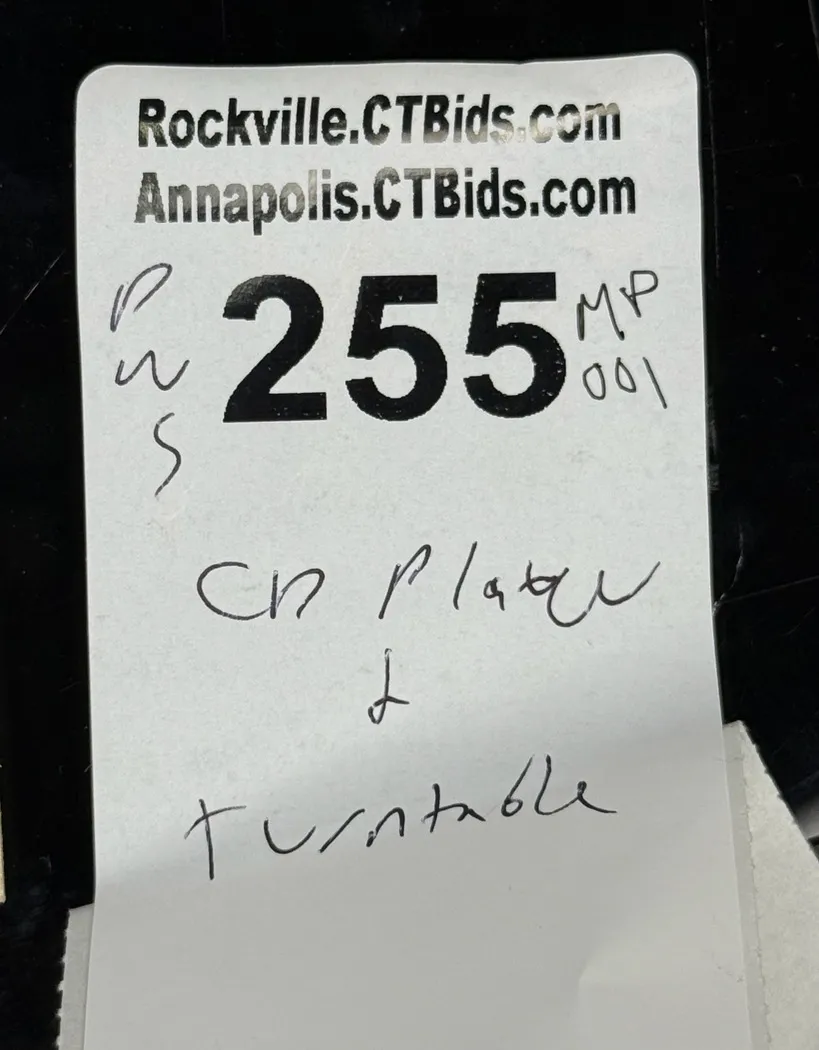 Rockville.CTBids.com
Annapolis.CTBids.com
P
W
S
255
MP
001
CD Player
&
turntable